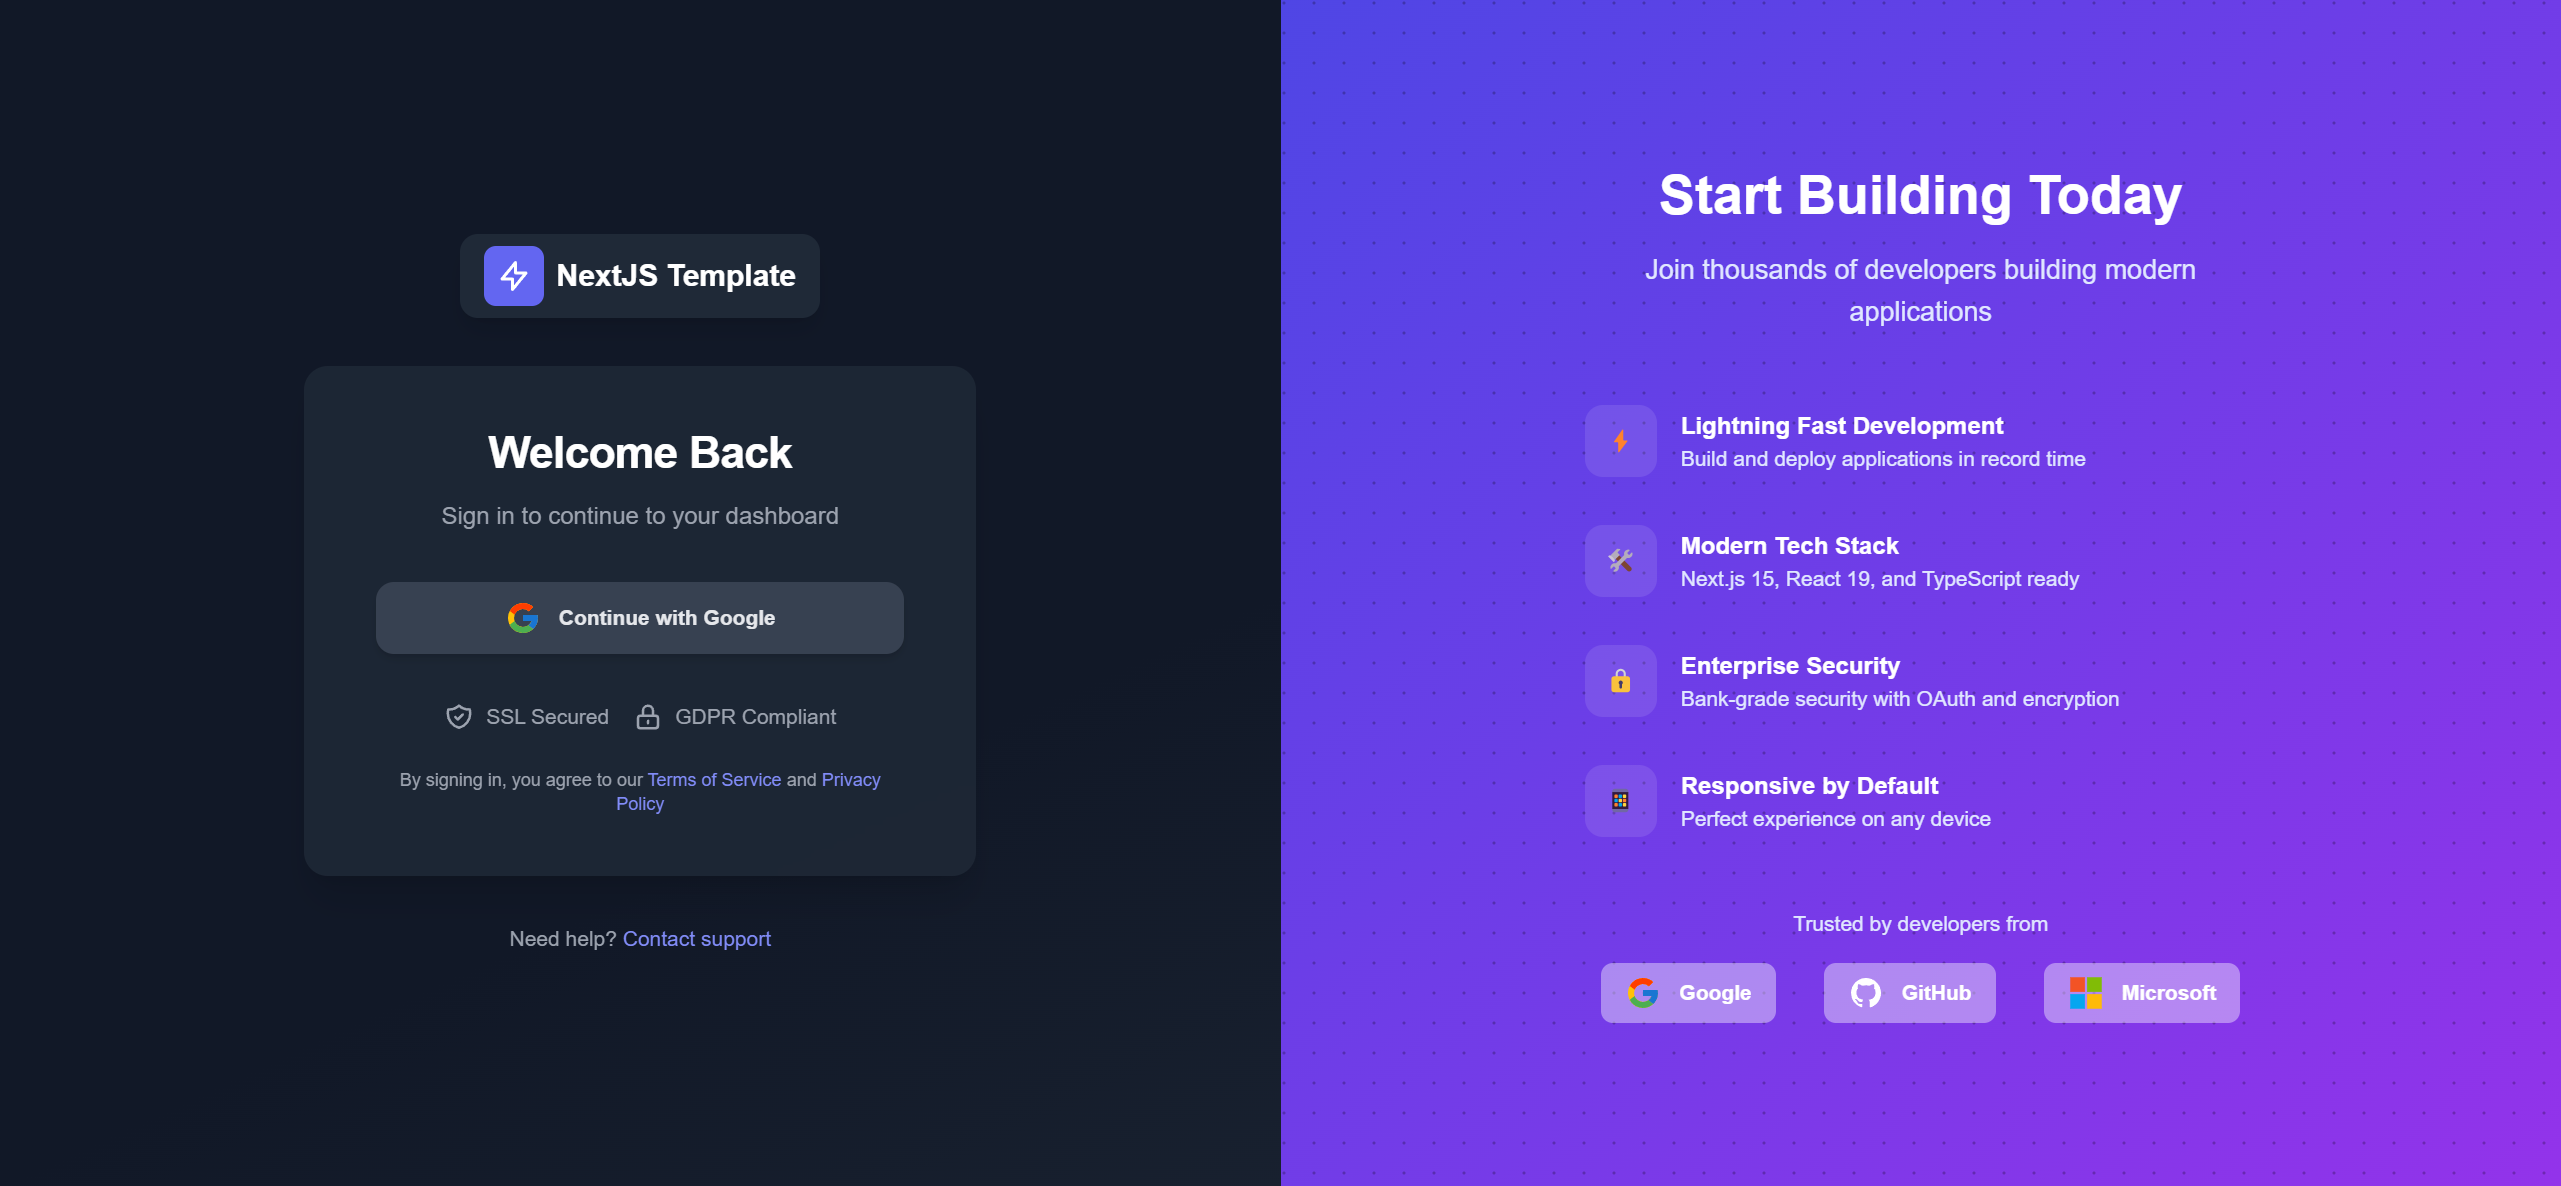 NextJS Template
Welcome Back
Sign in to continue to your dashboard
Continue with Google
SSL Secured
GDPR Compliant
By signing in, you agree to our Terms of Service and Privacy
Policy
Need help? Contact support
Start Building Today
Join thousands of developers building modern
applications
Lightning Fast Development
Build and deploy applications in record time
Modern Tech Stack
Next.js 15, React 19, and TypeScript ready
Enterprise Security
Bank-grade security with OAuth and encryption
Responsive by Default
Perfect experience on any device
Trusted by developers from
Google
GitHub
Microsoft